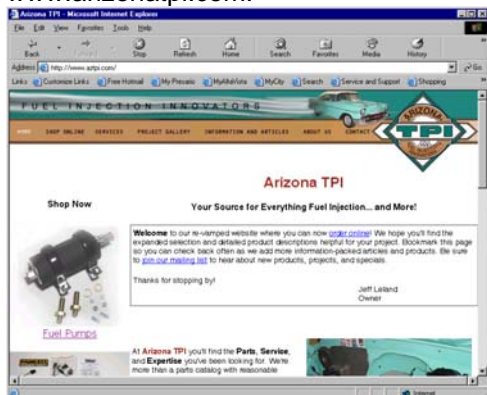 www.arizonatpi.com.
Arizona TPI - Microsoft Internet Explorer
File Edit View Favorites Tools Help
Back Stop Refresh Home Search Favorites Media History
Address http://www.aztpi.com/ Go
Links Customize Links Free Hotmail My Presario MyAltaVista MyCity Search Service and Support Shopping
FUEL INJECTION INNOVATORS
HOME SHOP ONLINE SERVICES PROJECT GALLERY INFORMATION AND ARTICLES ABOUT US CONTACT
ARIZONA
TPI
Arizona TPI
Shop Now
Your Source for Everything Fuel Injection... and More!
Welcome to our re-vamped website where you can now order online! We hope you'll find the
expanded selection and detailed product descriptions helpful for your project. Bookmark this page
so you can check back often as we add more information-packed articles and products. Be sure
to join our mailing list to hear about new products, projects, and specials.
Thanks for stopping by!
Jeff Leland
Owner
Fuel Pumps
At Arizona TPI you'll find the Parts, Service,
and Expertise you've been looking for. We're
more than a parts catalog with reasonable
Internet